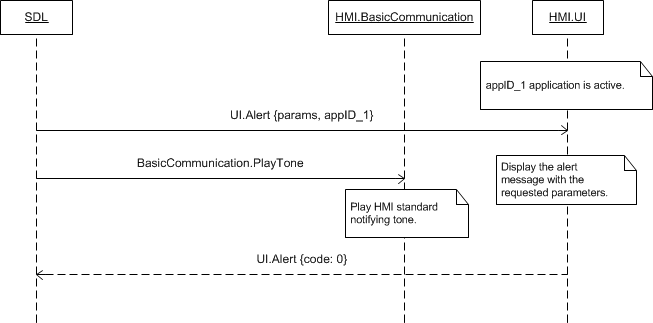 SDL
HMI.BasicCommunication
HMI.UI
appID_1 application is active.
UI.Alert {params, appID_1}
BasicCommunication.PlayTone
Display the alert
message with the
requested parameters.
Play HMI standard
notifying tone.
UI.Alert {code: 0}